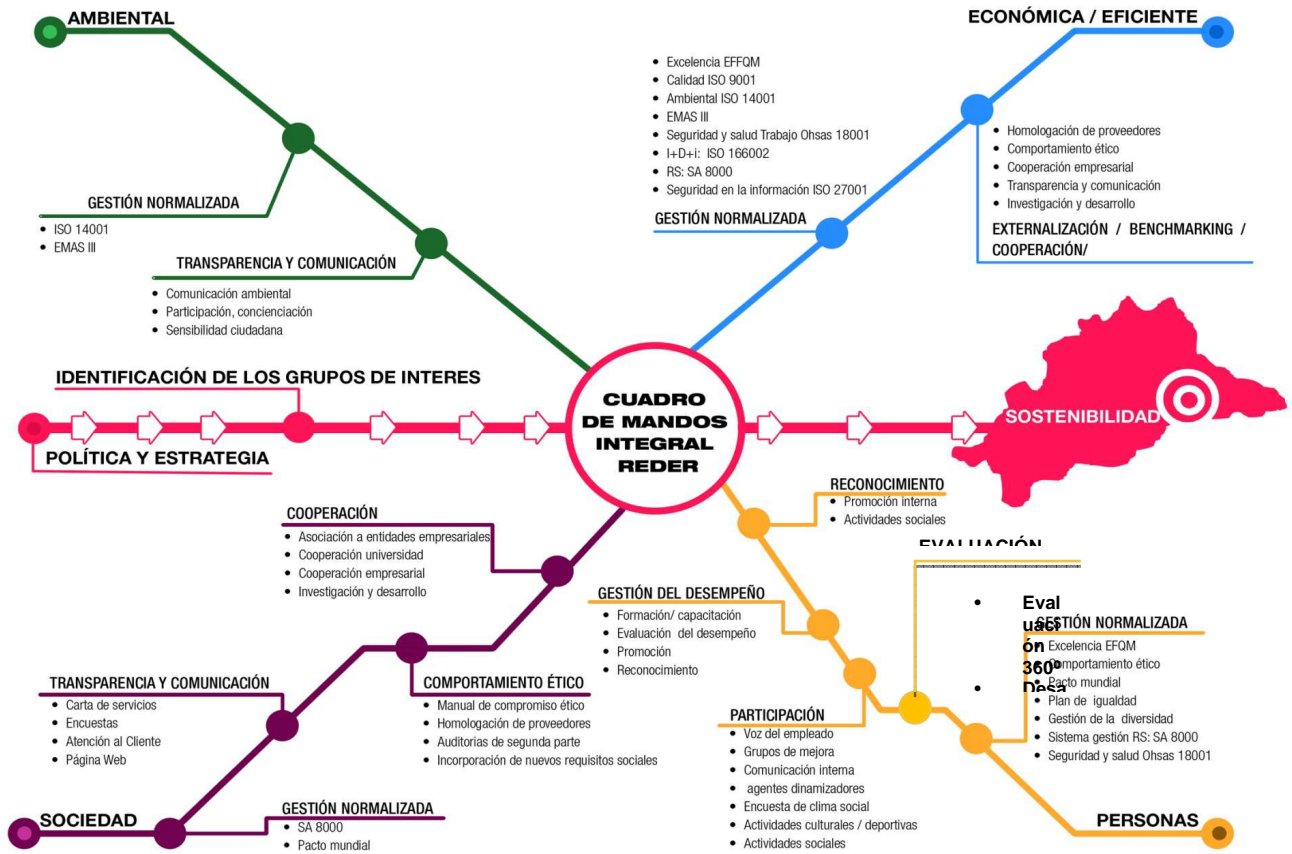 AMBIENTAL
GESTIÓN NORMALIZADA
• ISO 14001
• EMAS III
TRANSPARENCIA Y COMUNICACIÓN
• Comunicación ambiental
• Participación, concienciación
• Sensibilidad ciudadana
ECONÓMICA / EFICIENTE
• Excelencia EFFQM
• Calidad ISO 9001
• Ambiental ISO 14001
• EMAS III
• Seguridad y salud Trabajo Ohsas 18001
• I+D+i: ISO 166002
• RS: SA 8000
• Seguridad en la información ISO 27001
GESTIÓN NORMALIZADA
• Homologación de proveedores
• Comportamiento ético
• Cooperación empresarial
• Transparencia y comunicación
• Investigación y desarrollo
EXTERNALIZACIÓN / BENCHMARKING /
COOPERACIÓN/
IDENTIFICACIÓN DE LOS GRUPOS DE INTERES
POLÍTICA Y ESTRATEGIA
CUADRO
DE MANDOS
INTEGRAL
REDER
SOSTENIBILIDAD
COOPERACIÓN
• Asociación a entidades empresariales
• Cooperación universidad
• Cooperación empresarial
• Investigación y desarrollo
COMPORTAMIENTO ÉTICO
• Manual de compromiso ético
• Homologación de proveedores
• Auditorias de segunda parte
• Incorporación de nuevos requisitos sociales
TRANSPARENCIA Y COMUNICACIÓN
• Carta de servicios
• Encuestas
• Atención al Cliente
• Página Web
GESTIÓN NORMALIZADA
• SA 8000
• Pacto mundial
SOCIEDAD
RECONOCIMIENTO
• Promoción interna
• Actividades sociales
GESTIÓN DEL DESEMPEÑO
• Formación/ capacitación
• Evaluación del desempeño
• Promoción
• Reconocimiento
PARTICIPACIÓN
• Voz del empleado
• Grupos de mejora
• Comunicación interna
• agentes dinamizadores
• Encuesta de clima social
• Actividades culturales / deportivas
• Actividades sociales
EVALUACIÓN
• Eval
uaci
ón
360º
• Desa
GESTIÓN NORMALIZADA
• Excelencia EFQM
• Comportamiento ético
• Pacto mundial
• Plan de igualdad
• Gestión de la diversidad
• Sistema gestión RS: SA 8000
• Seguridad y salud Ohsas 18001
PERSONAS